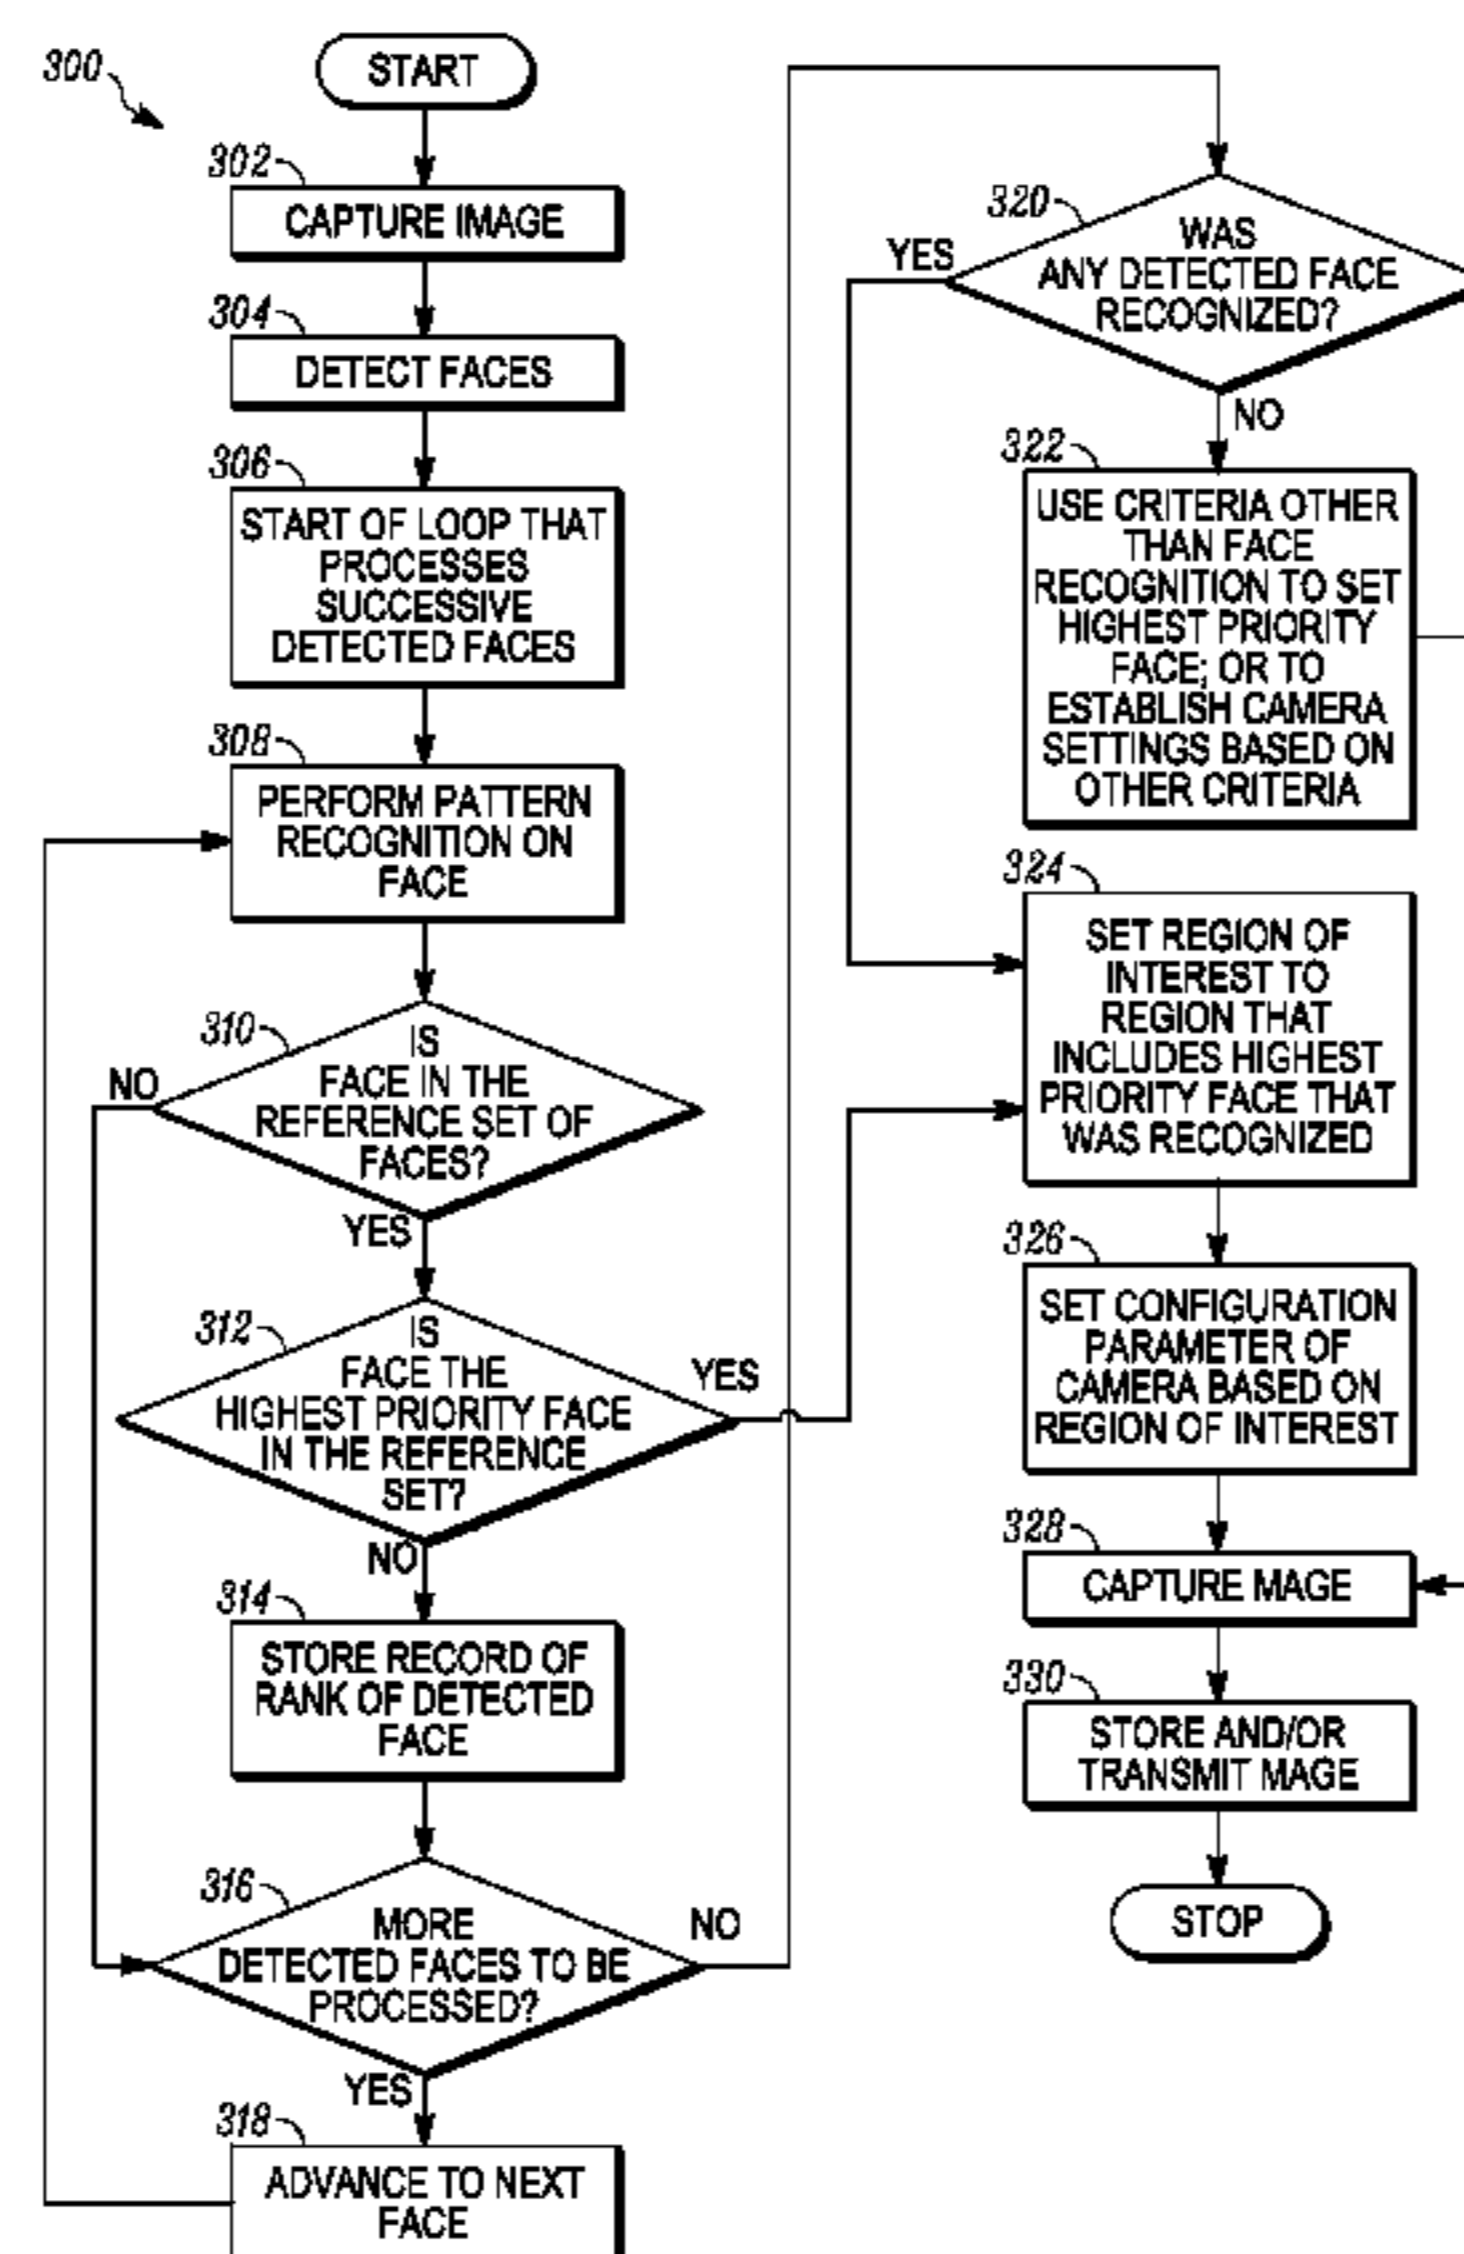 300
START
302
CAPTURE IMAGE
304
DETECT FACES
306
START OF LOOP THAT
PROCESSES
SUCCESSIVE
DETECTED FACES
308
PERFORM PATTERN
RECOGNITION ON
FACE
310
IS
FACE IN THE
REFERENCE SET OF
FACES?
NO
YES
312
IS
FACE THE
HIGHEST PRIORITY FACE
IN THE REFERENCE
SET?
YES
NO
314
STORE RECORD OF
RANK OF DETECTED
FACE
316
MORE
DETECTED FACES TO BE
PROCESSED?
NO
YES
318
ADVANCE TO NEXT
FACE
320
WAS
ANY DETECTED FACE
RECOGNIZED?
YES
NO
322
USE CRITERIA OTHER
THAN FACE
RECOGNITION TO SET
HIGHEST PRIORITY
FACE; OR TO
ESTABLISH CAMERA
SETTINGS BASED ON
OTHER CRITERIA
324
SET REGION OF
INTEREST TO
REGION THAT
INCLUDES HIGHEST
PRIORITY FACE THAT
WAS RECOGNIZED
326
SET CONFIGURATION
PARAMETER OF
CAMERA BASED ON
REGION OF INTEREST
328
CAPTURE MAGE
330
STORE AND/OR
TRANSMIT MAGE
STOP